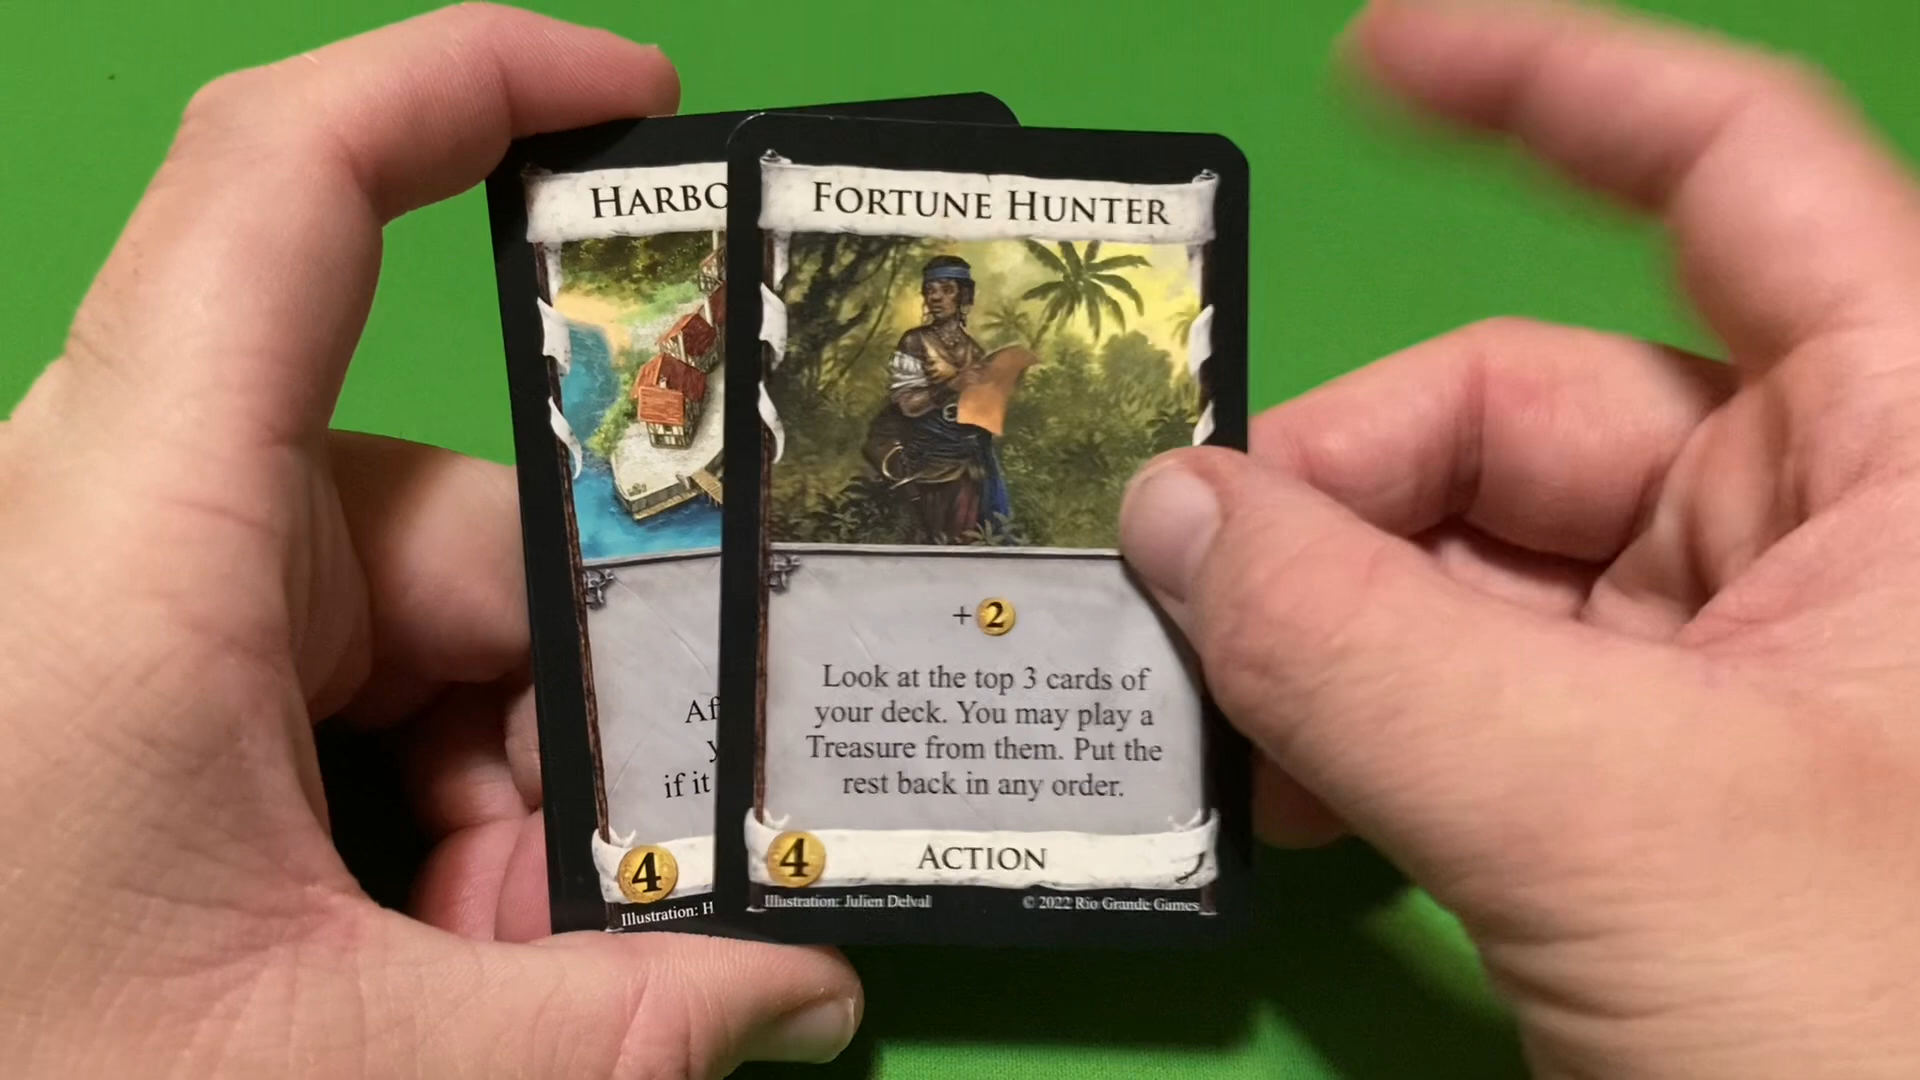 HARBO
Af
y
if it
4
Illustration: H
FORTUNE HUNTER
+2
Look at the top 3 cards of
your deck. You may play a
Treasure from them. Put the
rest back in any order.
4
ACTION
Illustration: Julien Delval
© 2022 Rio Grande Games